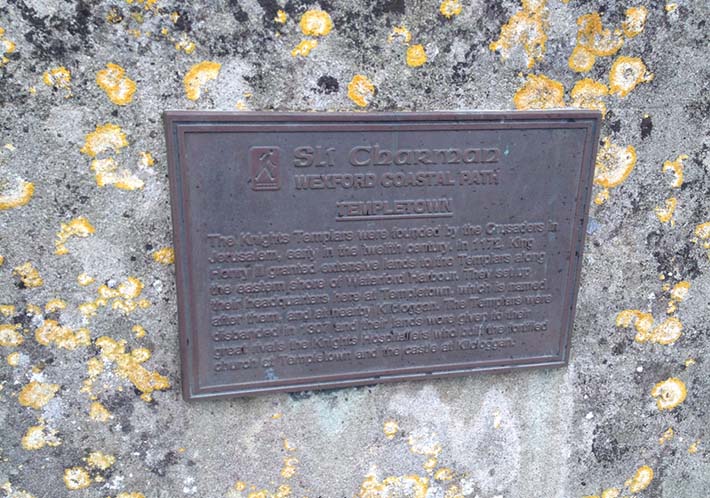 Slí Charman
WEXFORD COASTAL PATH
TEMPLETOWN
The Knights Templars were founded by the Crusaders in
Jerusalem, early in the twelfth century. In 1172, King
Henry II granted extensive lands to the Templars along
the eastern shore of Waterford Harbour. They set up
their headquarters here at Templetown, which is named
after them, and at nearby Kilcloggan. The Templars were
disbanded in 1307 and their lands were given to their
great rivals the Knights Hospitallers who built the fortified
church of Templetown and the castle at Kilcloggan.